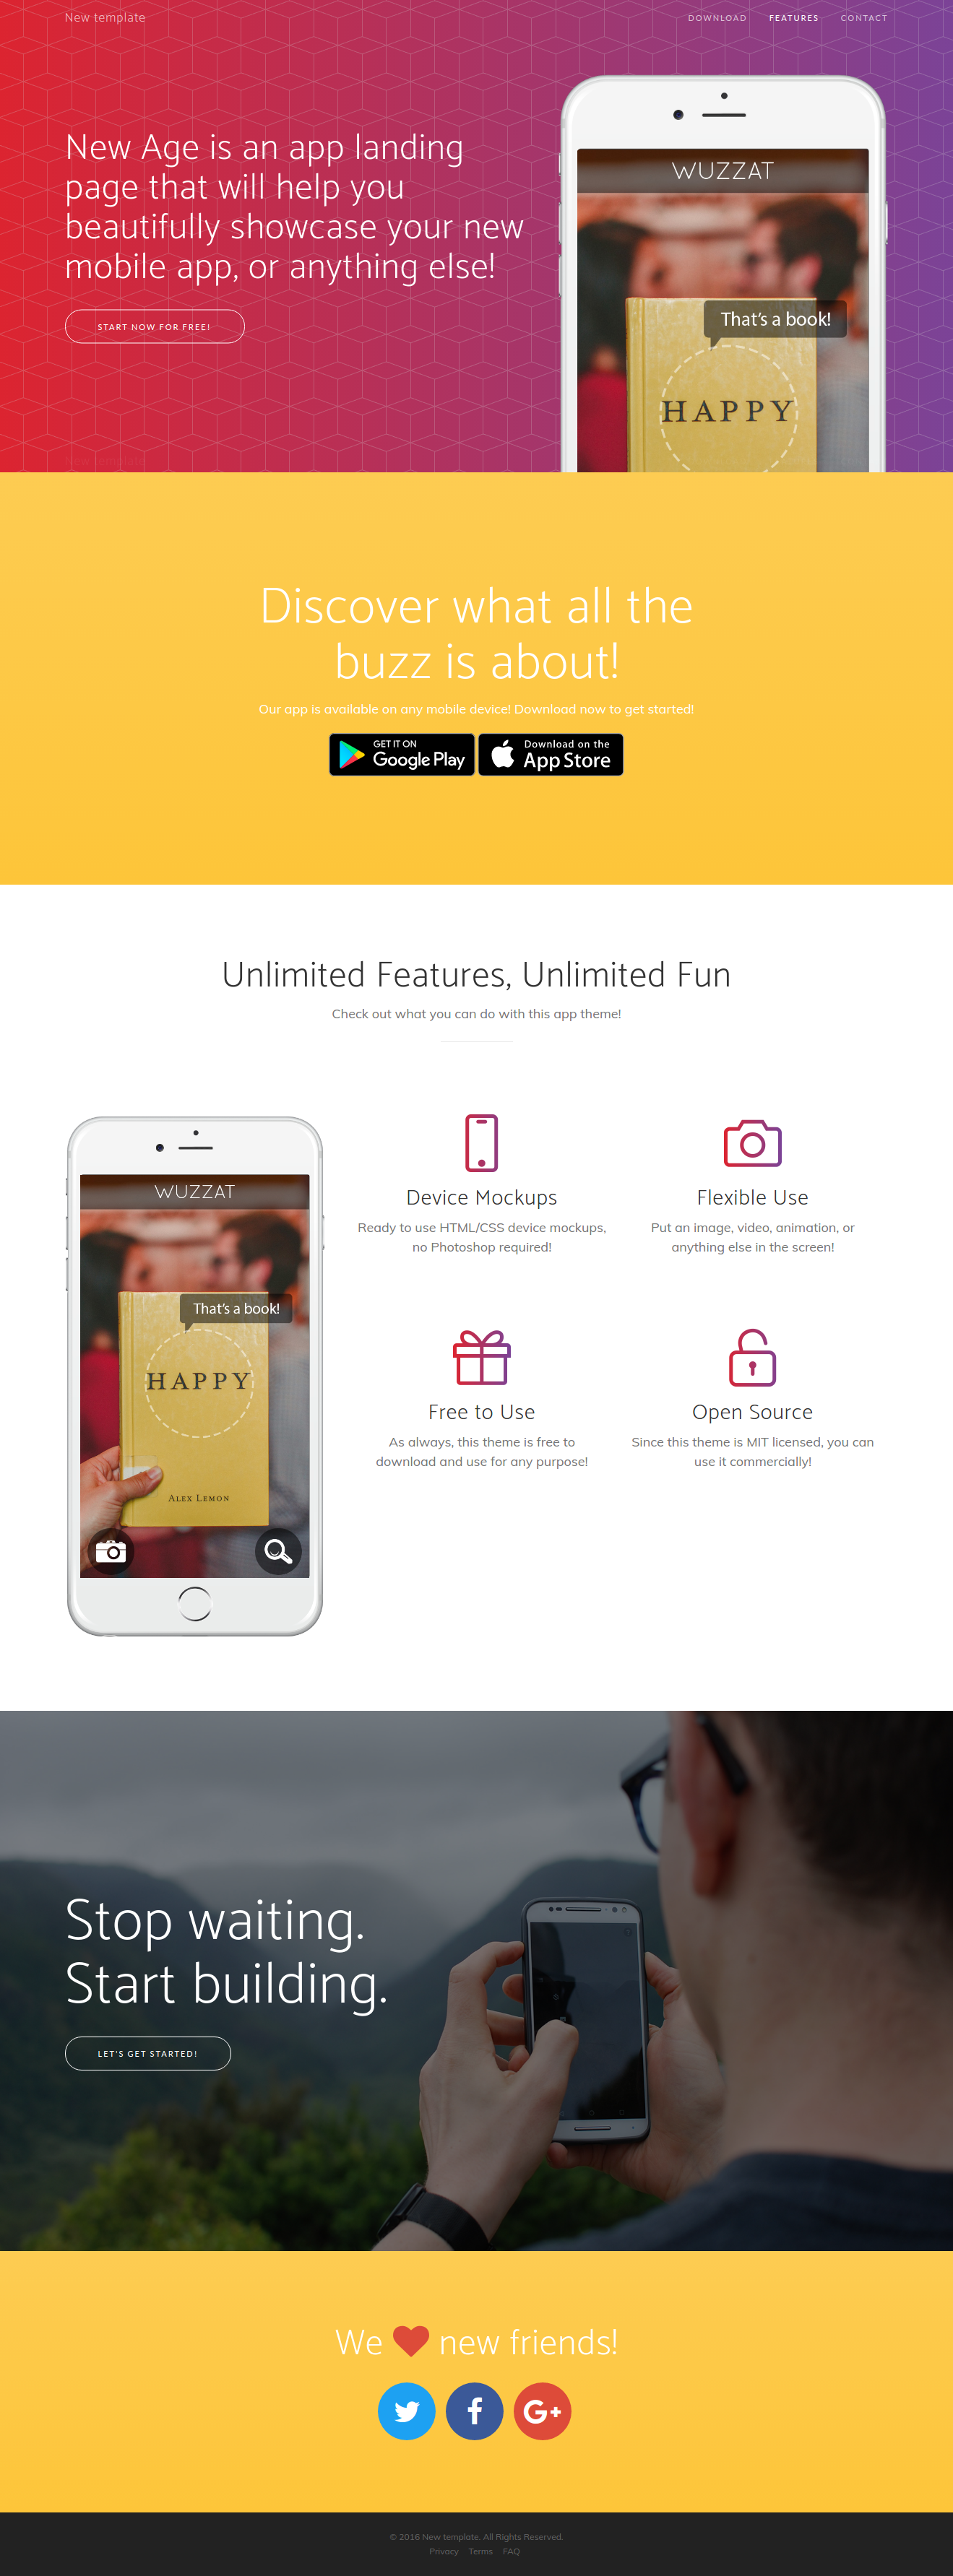 New template
DOWNLOAD FEATURES CONTACT
New Age is an app landing
page that will help you
beautifully showcase your new
mobile app, or anything else!
START NOW FOR FREE!
WUZZAT
That's a book!
HAPPY
New template
Discover what all the
buzz is about!
Our app is available on any mobile device! Download now to get started!
GET IT ON
Google Play
Download on the
App Store
Unlimited Features, Unlimited Fun
Check out what you can do with this app theme!
WUZZAT
That's a book!
HAPPY
ALEX LEMON
Device Mockups
Ready to use HTML/CSS device mockups,
no Photoshop required!
Flexible Use
Put an image, video, animation, or
anything else in the screen!
Free to Use
As always, this theme is free to
download and use for any purpose!
Open Source
Since this theme is MIT licensed, you can
use it commercially!
Stop waiting.
Start building.
LET'S GET STARTED!
We new friends!
G+
© 2016 New template. All Rights Reserved.
Privacy Terms FAQ